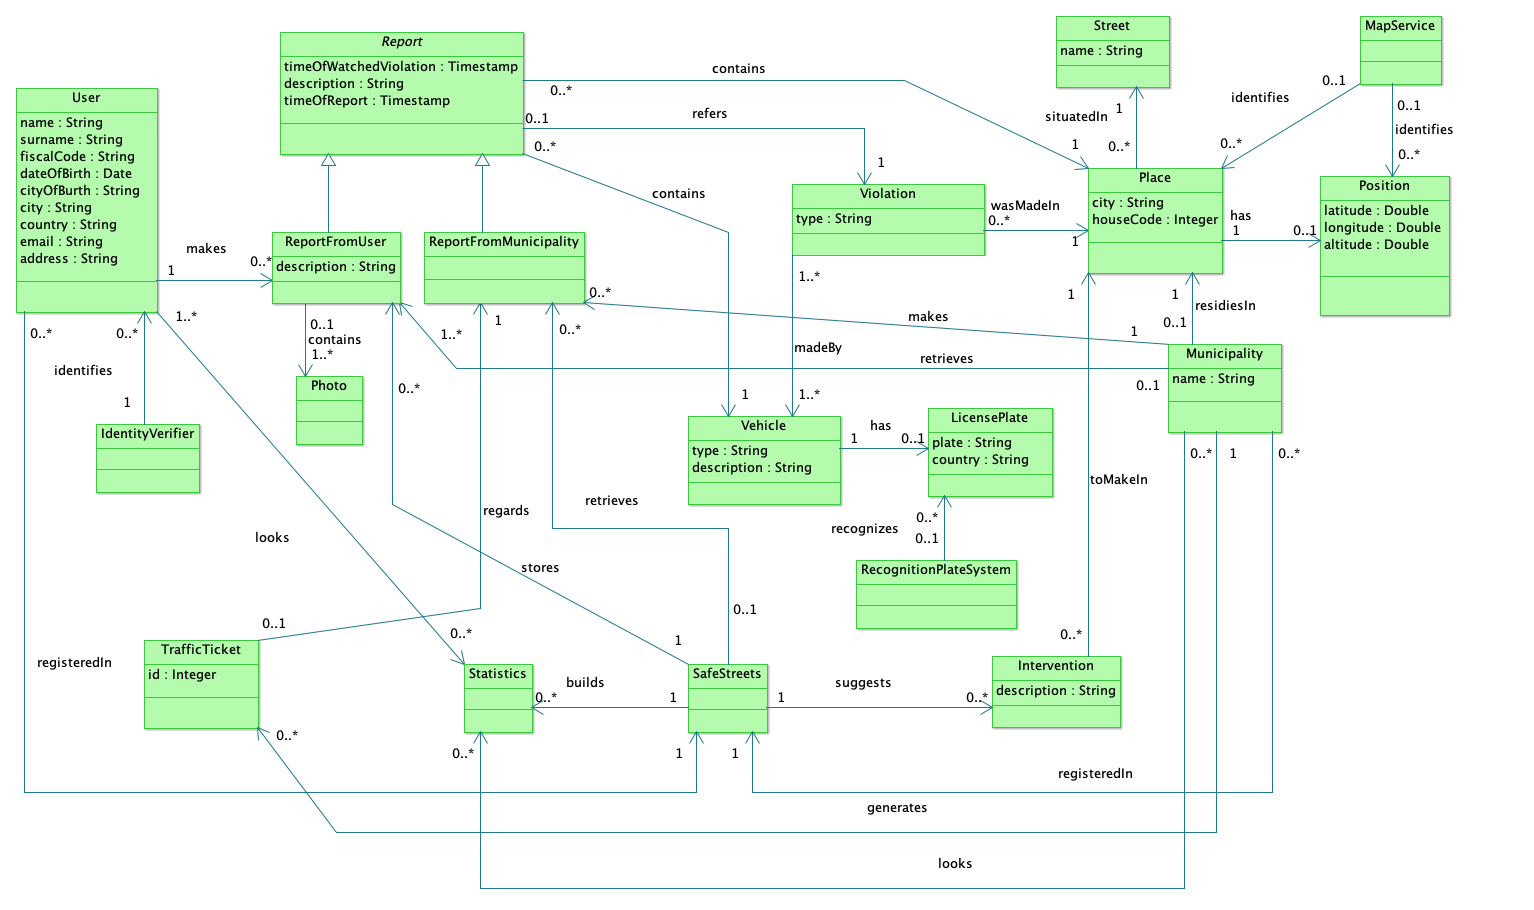 Street
name : String
MapService
Report
timeOfWatchedViolation : Timestamp
description : String
timeOfReport : Timestamp
contains
0..*
1
refers
0..1
1
0..*
contains
1
situatedIn
1
0..*
identifies
0..1
0..*
0..1
identifies
0..*
User
name : String
surname : String
fiscalCode : String
dateOfBirth : Date
cityOfBurth : String
city : String
country : String
email : String
address : String
makes
1
0..*
Violation
type : String
wasMadeIn
0..*
1
Place
city : String
houseCode : Integer
has
1
0..1
Position
latitude : Double
longitude : Double
altitude : Double
ReportFromUser
description : String
ReportFromMunicipality
0..*
makes
1
1..*
retrieves
0..1
1
residiesIn
0..1
1
0..*
0..*
1..*
identifies
1
0..1
contains
1..*
Photo
0..*
1
0..*
1..*
madeBy
1..*
Municipality
name : String
IdentityVerifier
Vehicle
type : String
description : String
has
1
0..1
LicensePlate
plate : String
country : String
0..*
1
0..*
toMakeIn
recognizes
0..*
0..1
RecognitionPlateSystem
regards
retrieves
looks
stores
0..1
0..1
0..*
1
0..*
registeredIn
TrafficTicket
id : Integer
Statistics
builds
0..*
1
SafeStreets
suggests
1
0..*
Intervention
description : String
0..*
0..*
1
1
registeredIn
generates
looks